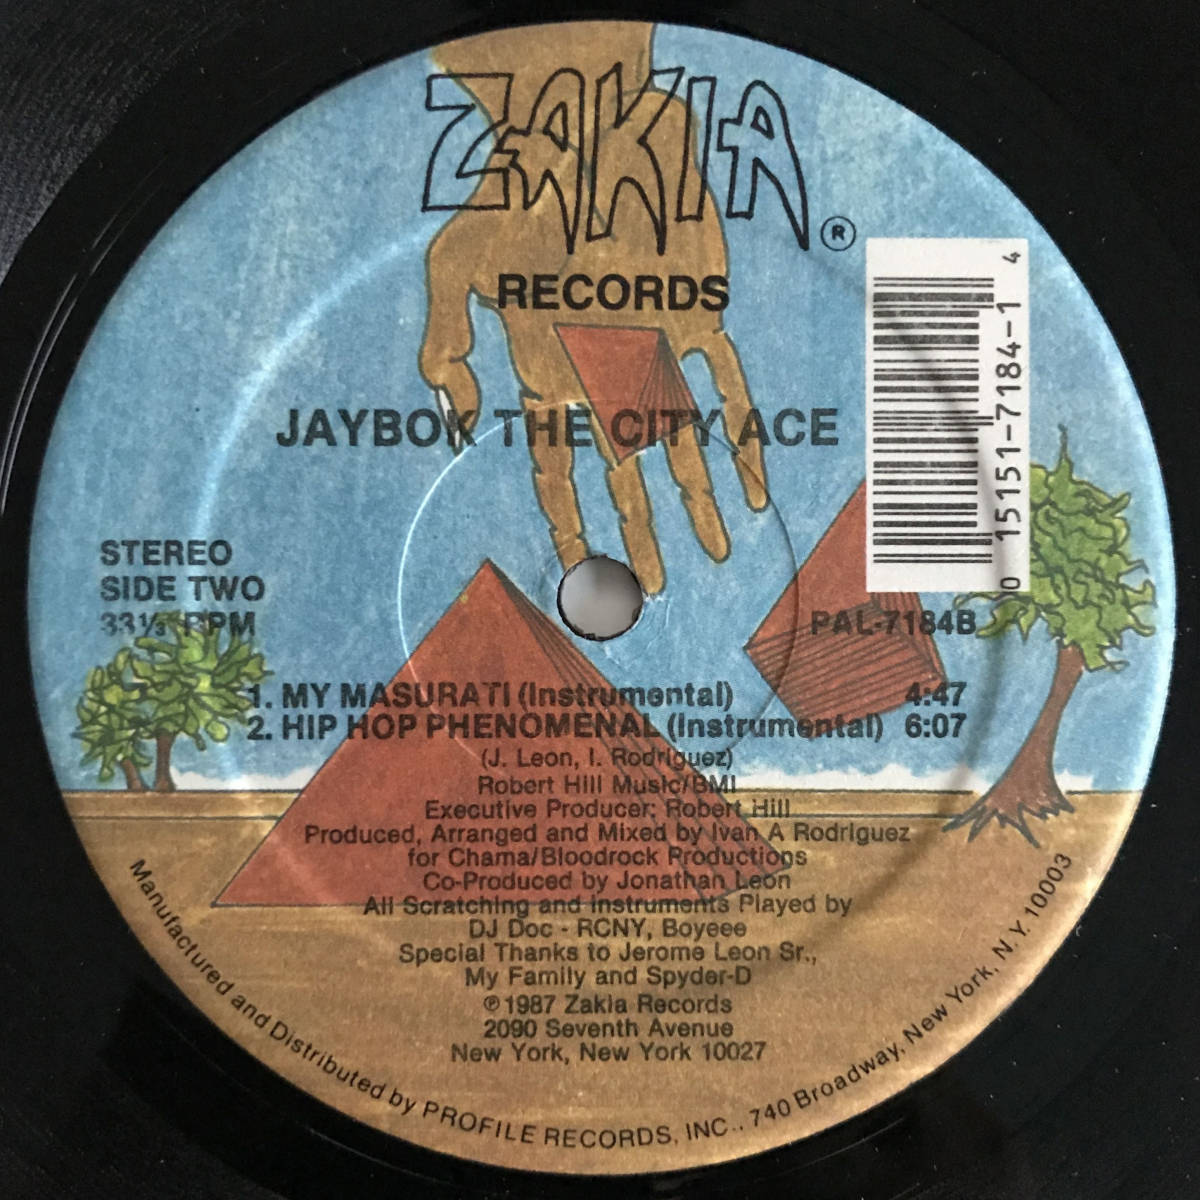 ZAKIA ®
RECORDS
JAYBOK THE CITY ACE
0 15151-7184-1 4
STEREO
SIDE TWO
33⅓ RPM
PAL-7184B
1. MY MASURATI (Instrumental) 4:47
2. HIP HOP PHENOMENAL (Instrumental) 6:07
(J. Leon, I. Rodriguez)
Robert Hill Music/BMI
Executive Producer: Robert Hill
Produced, Arranged and Mixed by Ivan A Rodriguez
for Chama/Bloodrock Productions
Co-Produced by Jonathan Leon
All Scratching and Instruments Played by
DJ Doc - RCNY, Boyeee
Special Thanks to Jerome Leon Sr.,
My Family and Spyder-D
℗ 1987 Zakia Records
2090 Seventh Avenue
New York, New York 10027
Manufactured and Distributed by PROFILE RECORDS, INC., 740 Broadway, New York, N.Y. 10003